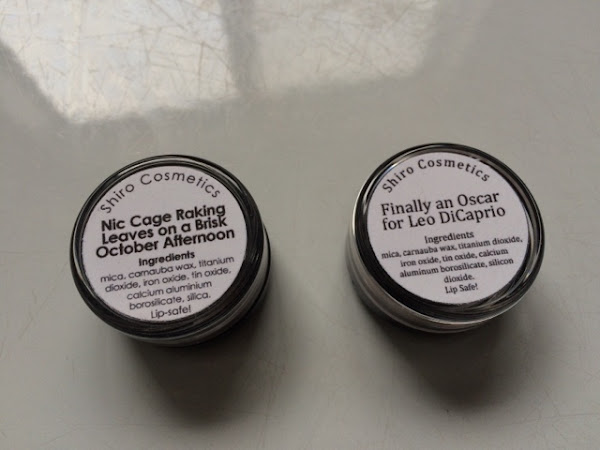 Shiro Cosmetics
Nic Cage Raking
Leaves on a Brisk
October Afternoon
Ingredients
mica, carnauba wax, titanium
dioxide, iron oxide, tin oxide,
calcium aluminium
borosilicate, silica.
Lip-safe!
Shiro Cosmetics
Finally an Oscar
for Leo DiCaprio
Ingredients
mica, carnauba wax, titanium dioxide,
iron oxide, tin oxide, calcium
aluminum borosilicate, silicon
dioxide.
Lip Safe!